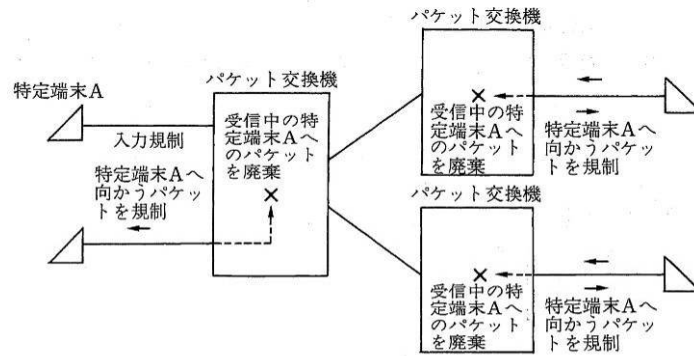 特定端末A
パケット交換機
受信中の特
定端末Aへ
のパケット
を廃棄
入力規制
特定端末Aへ
向かうパケッ
トを規制
パケット交換機
受信中の特
定端末Aへ
のパケット
を廃棄
特定端末Aへ
向かうパケッ
トを規制
パケット交換機
受信中の特
定端末Aへ
のパケット
を廃棄
特定端末Aへ
向かうパケッ
トを規制